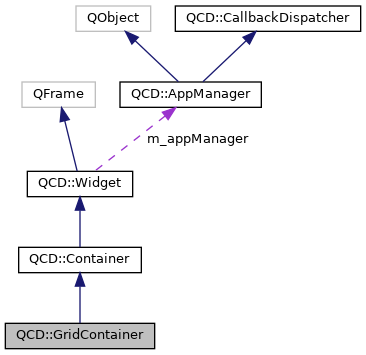 QObject
QCD::CallbackDispatcher
QFrame
QCD::AppManager
m_appManager
QCD::Widget
QCD::Container
QCD::GridContainer